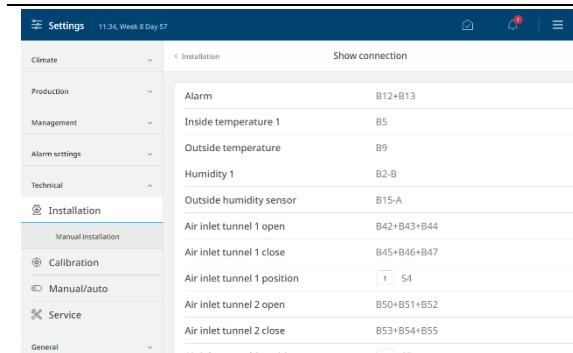 Settings 11:34, Week 8 Day 57
Climate
Production
Management
Alarm settings
Technical
Installation
Manual installation
Calibration
Manual/auto
Service
General
< Installation Show connection
Alarm B12+B13
Inside temperature 1 B5
Outside temperature B9
Humidity 1 B2-B
Outside humidity sensor B15-A
Air inlet tunnel 1 open B42+B43+B44
Air inlet tunnel 1 close B45+B46+B47
Air inlet tunnel 1 position 1 S4
Air inlet tunnel 2 open B50+B51+B52
Air inlet tunnel 2 close B53+B54+B55